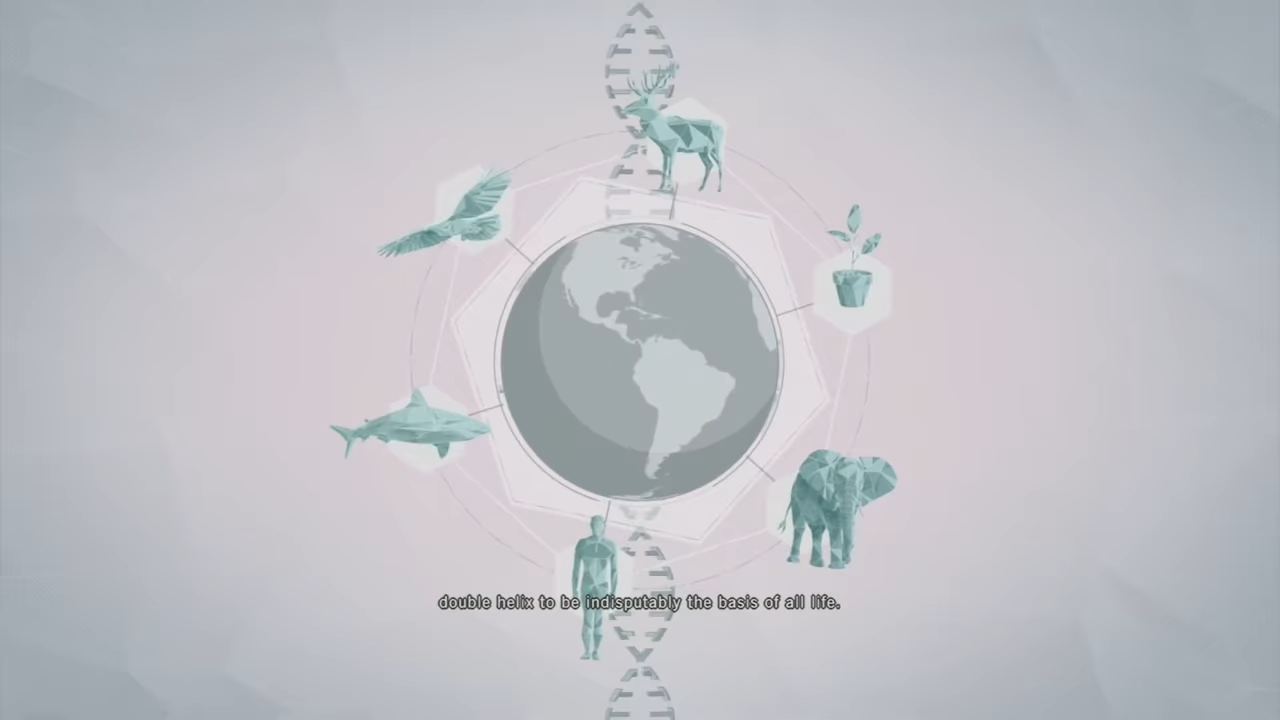 double helix to be indisputably the basis of all life.